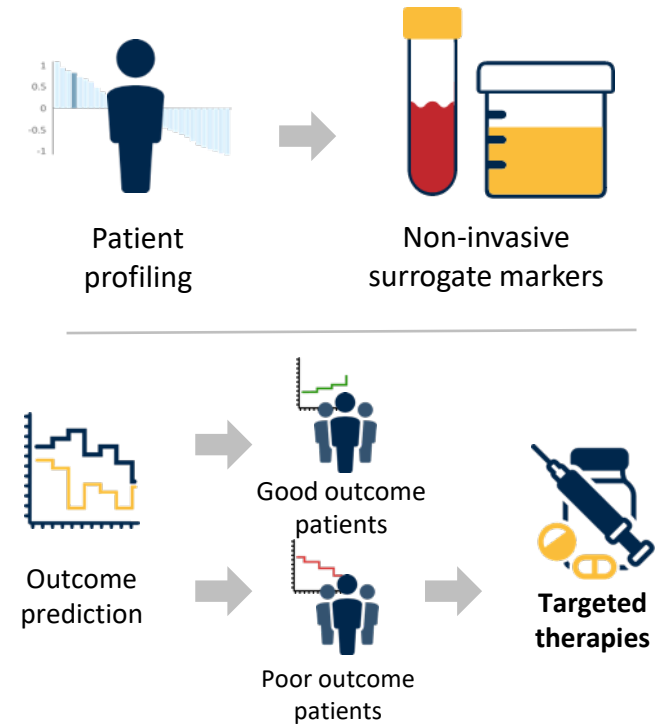 1
0.5
0
-0.5
-1
Patient
profiling
Non-invasive
surrogate markers
Good outcome
patients
Outcome
prediction
Poor outcome
patients
Targeted
therapies